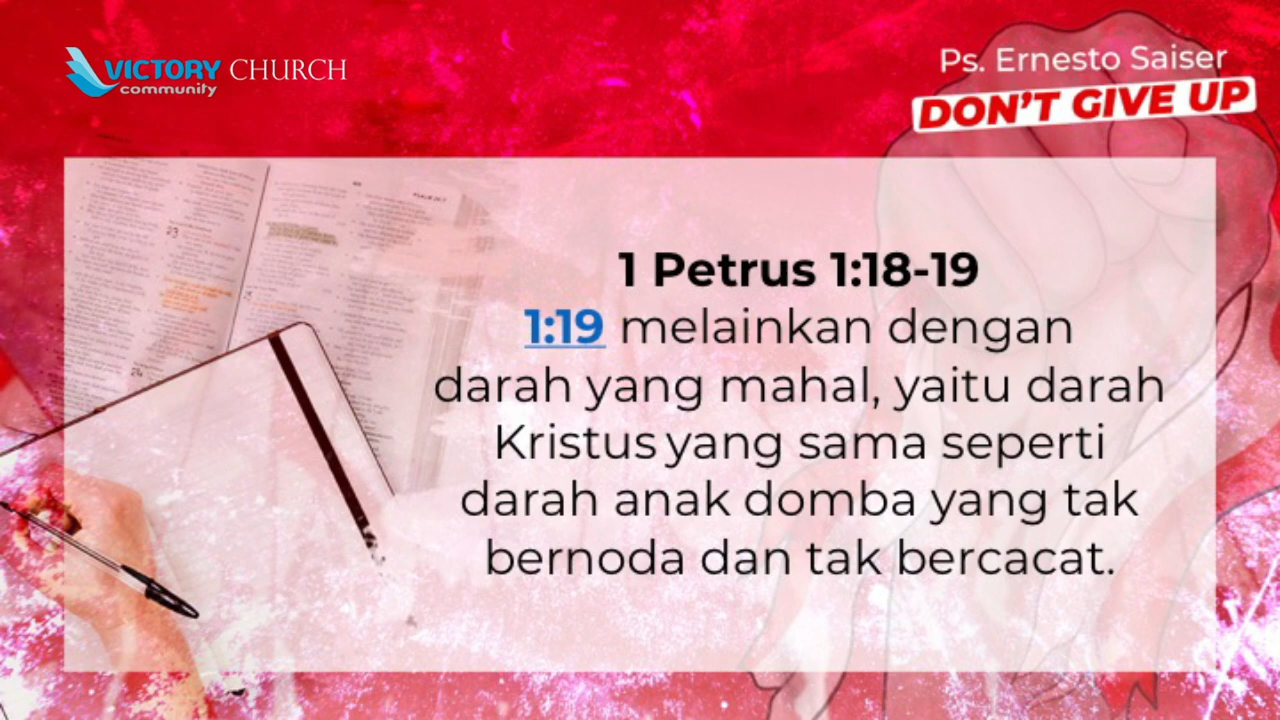 VICTORY CHURCH
community
Ps. Ernesto Saiser
DON'T GIVE UP
1 Petrus 1:18-19
1:19 melainkan dengan
darah yang mahal, yaitu darah
Kristus yang sama seperti
darah anak domba yang tak
bernoda dan tak bercacat.
23